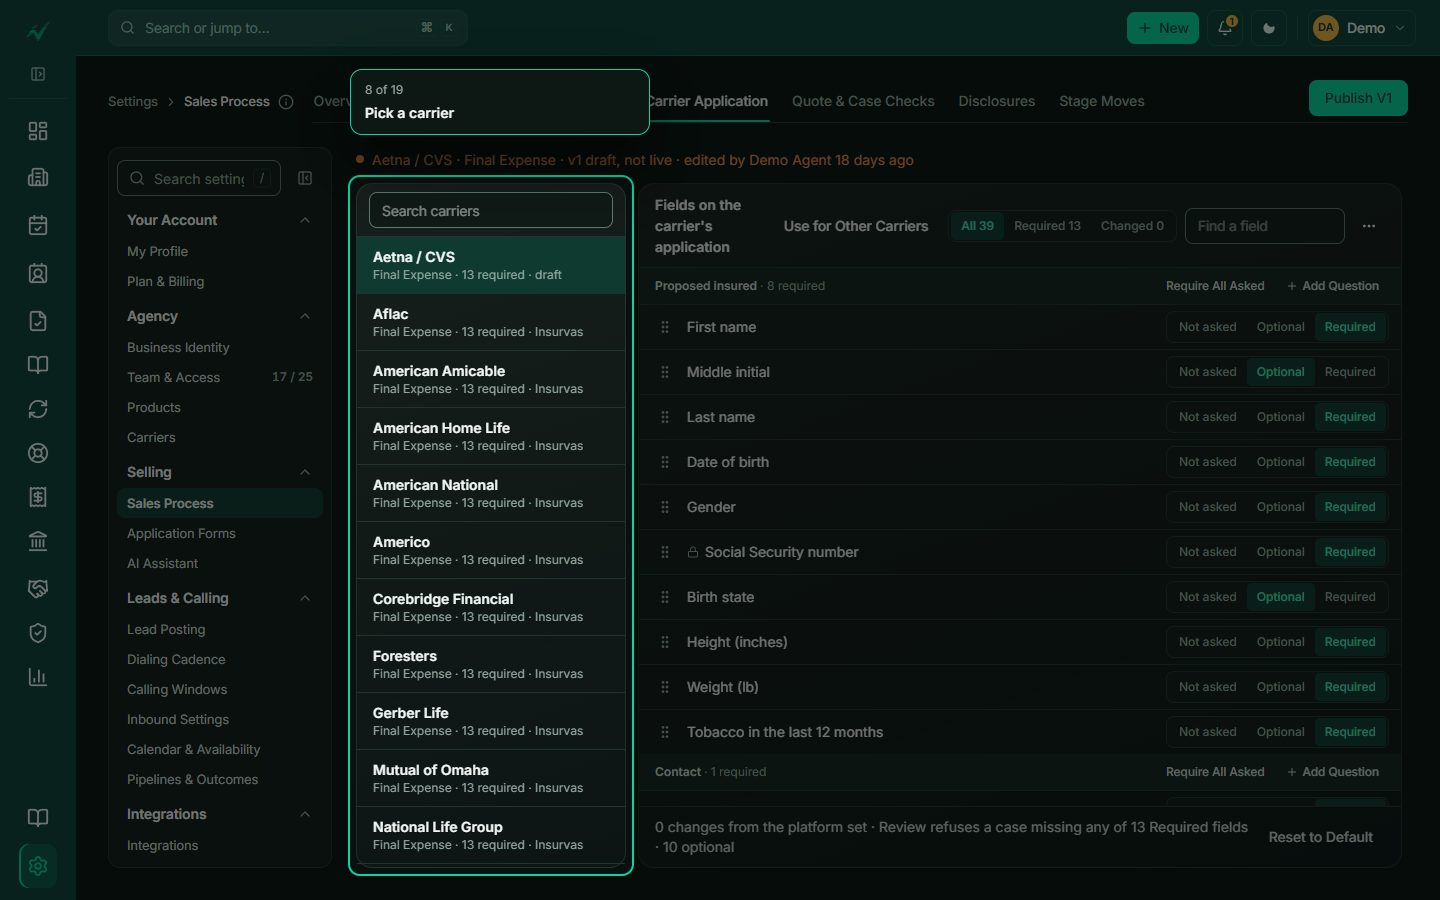 Search or jump to...
⌘ K
+ New
1
DA
Demo
8 of 19
Pick a carrier
Settings > Sales Process
Carrier Application
Quote & Case Checks
Disclosures
Stage Moves
Publish V1
Aetna / CVS · Final Expense · v1 draft, not live · edited by Demo Agent 18 days ago
/
Your Account
My Profile
Plan & Billing
Agency
Business Identity
Team & Access 17 / 25
Products
Carriers
Selling
Sales Process
Application Forms
AI Assistant
Leads & Calling
Lead Posting
Dialing Cadence
Calling Windows
Inbound Settings
Calendar & Availability
Pipelines & Outcomes
Integrations
Integrations
Search carriers
Aetna / CVS
Final Expense · 13 required · draft
Aflac
Final Expense · 13 required · Insurvas
American Amicable
Final Expense · 13 required · Insurvas
American Home Life
Final Expense · 13 required · Insurvas
American National
Final Expense · 13 required · Insurvas
Americo
Final Expense · 13 required · Insurvas
Corebridge Financial
Final Expense · 13 required · Insurvas
Foresters
Final Expense · 13 required · Insurvas
Gerber Life
Final Expense · 13 required · Insurvas
Mutual of Omaha
Final Expense · 13 required · Insurvas
National Life Group
Final Expense · 13 required · Insurvas
Fields on the
carrier's
application
Use for Other Carriers
All 39 Required 13 Changed 0
Find a field
Proposed insured · 8 required
Require All Asked + Add Question
First name Not asked Optional Required
Middle initial Not asked Optional Required
Last name Not asked Optional Required
Date of birth Not asked Optional Required
Gender Not asked Optional Required
Social Security number Not asked Optional Required
Birth state Not asked Optional Required
Height (inches) Not asked Optional Required
Weight (lb) Not asked Optional Required
Tobacco in the last 12 months Not asked Optional Required
Contact · 1 required
Require All Asked + Add Question
0 changes from the platform set · Review refuses a case missing any of 13 Required fields
· 10 optional
Reset to Default